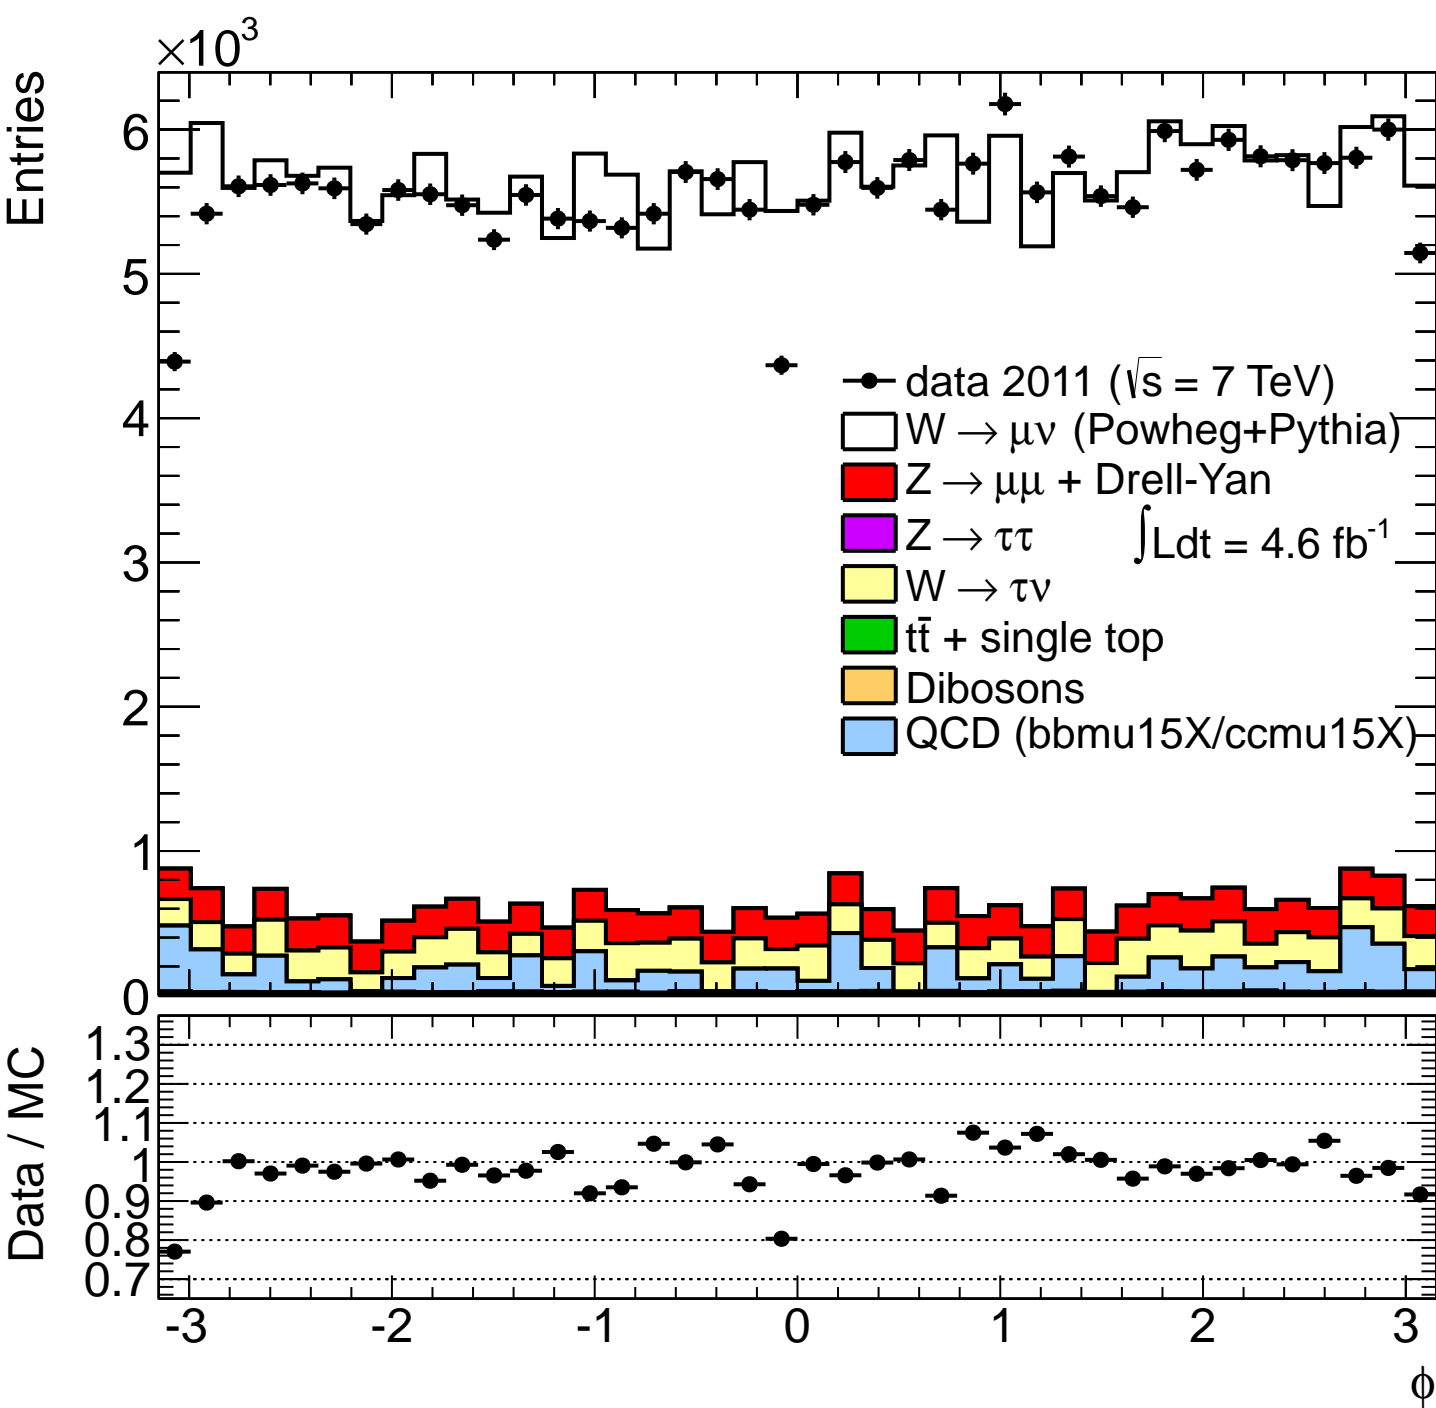 ×10³
Entries
6
5
4
3
2
1
0
data 2011 (√s = 7 TeV)
W → μν (Powheg+Pythia)
Z → μμ + Drell-Yan
Z → ττ
∫Ldt = 4.6 fb⁻¹
W → τν
tt̄ + single top
Dibosons
QCD (bbmu15X/ccmu15X)
Data / MC
1.3
1.2
1.1
1
0.9
0.8
0.7
-3 -2 -1 0 1 2 3
ϕ